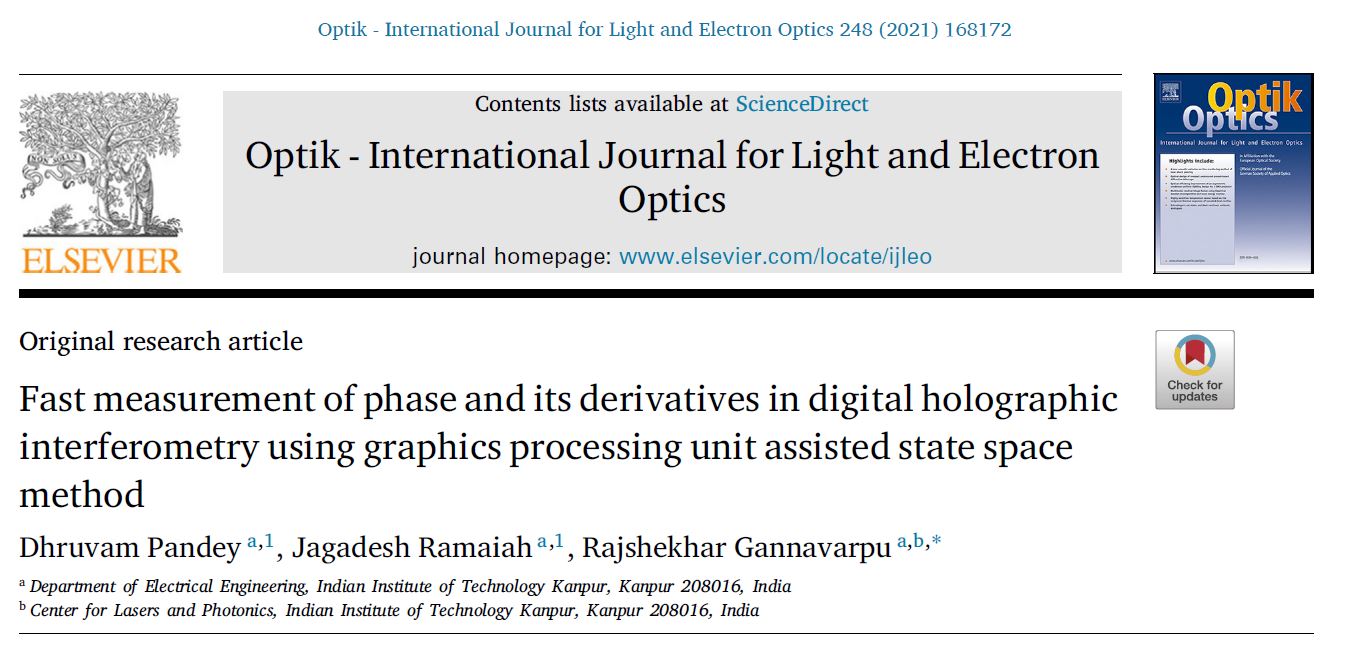 Optik - International Journal for Light and Electron Optics 248 (2021) 168172
ELSEVIER
Contents lists available at ScienceDirect
Optik - International Journal for Light and Electron
Optics
journal homepage: www.elsevier.com/locate/ijleo
Optik
Optics
International Journal for Light and Electron Optics
Highlights include:
Original research article
Check for
updates
Fast measurement of phase and its derivatives in digital holographic
interferometry using graphics processing unit assisted state space
method
Dhruvam Pandey a,1, Jagadesh Ramaiah a,1, Rajshekhar Gannavarpu a,b,*
a Department of Electrical Engineering, Indian Institute of Technology Kanpur, Kanpur 208016, India
b Center for Lasers and Photonics, Indian Institute of Technology Kanpur, Kanpur 208016, India